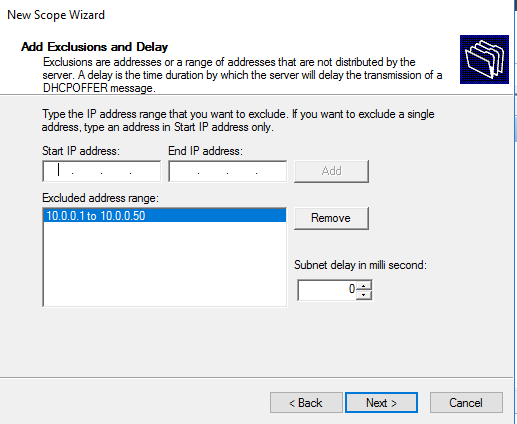 New Scope Wizard
Add Exclusions and Delay
Exclusions are addresses or a range of addresses that are not distributed by the
server. A delay is the time duration by which the server will delay the transmission of a
DHCPOFFER message.
Type the IP address range that you want to exclude. If you want to exclude a single
address, type an address in Start IP address only.
Start IP address:
End IP address:
Add
Excluded address range:
10.0.0.1 to 10.0.0.50
Remove
Subnet delay in milli second:
0
< Back
Next >
Cancel